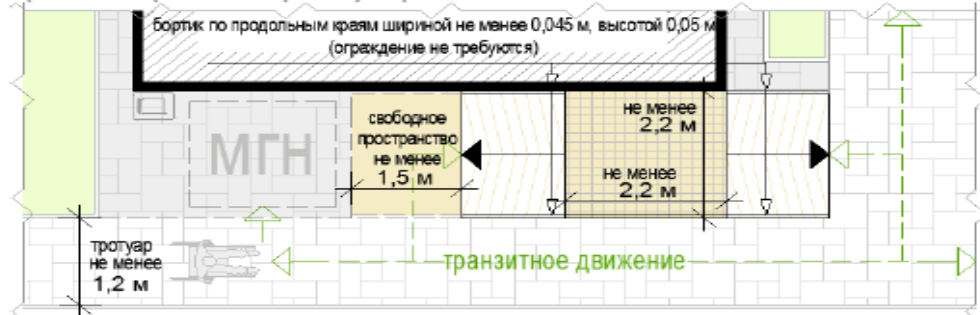 бортик по продольным краям шириной не менее 0,045 м, высотой 0,05 м
(ограждение не требуются)
МГН
свободное
пространство
не менее
1,5 м
не менее
2,2 м
не менее
2,2 м
тротуар
не менее
1,2 м
транзитное движение